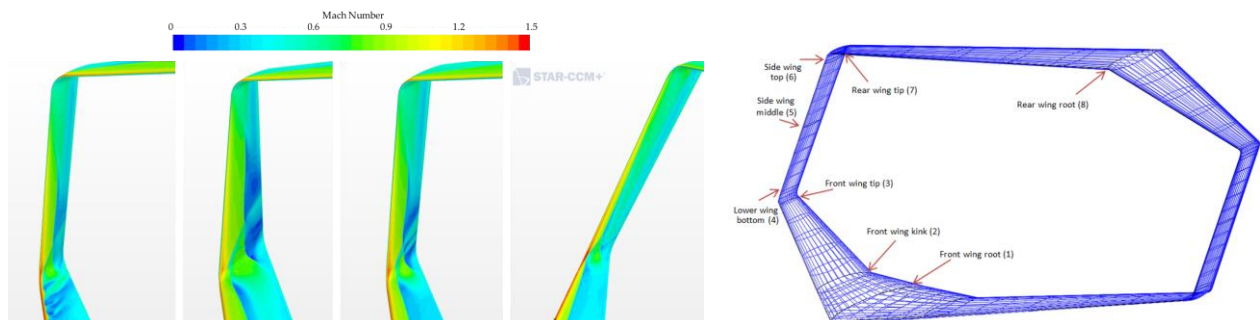 Mach Number
0 0.3 0.6 0.9 1.2 1.5
STAR-CCM+
Side wing
top (6)
Rear wing tip (7)
Rear wing root (8)
Side wing
middle (5)
Front wing tip (3)
Lower wing
bottom (4)
Front wing kink (2)
Front wing root (1)